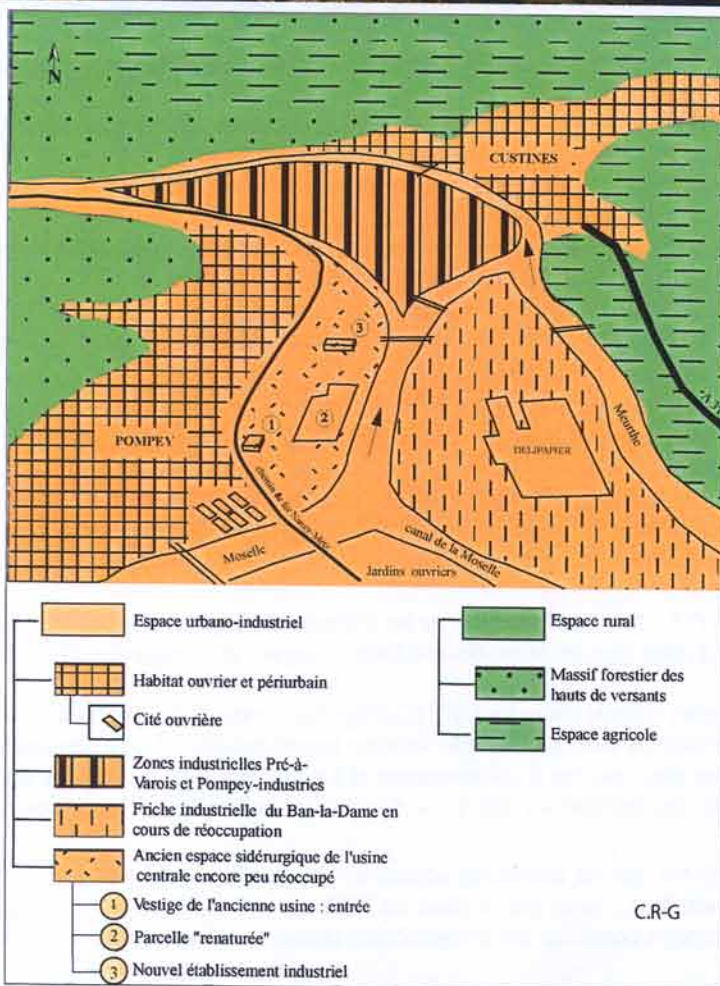 N
CUSTINES
3
2
1
POMPEY
DELIPAPIER
Meurthe
chemin de fer Nancy-Metz
Moselle
canal de la Moselle
Jardins ouvriers
Espace urbano-industriel
Habitat ouvrier et périurbain
Cité ouvrière
Zones industrielles Pré-à-
Varois et Pompey-industries
Friche industrielle du Ban-la-Dame en
cours de réoccupation
Ancien espace sidérurgique de l'usine
centrale encore peu réoccupé
1 Vestige de l'ancienne usine : entrée
2 Parcelle "renaturée"
3 Nouvel établissement industriel
Espace rural
Massif forestier des
hauts de versants
Espace agricole
C.R-G